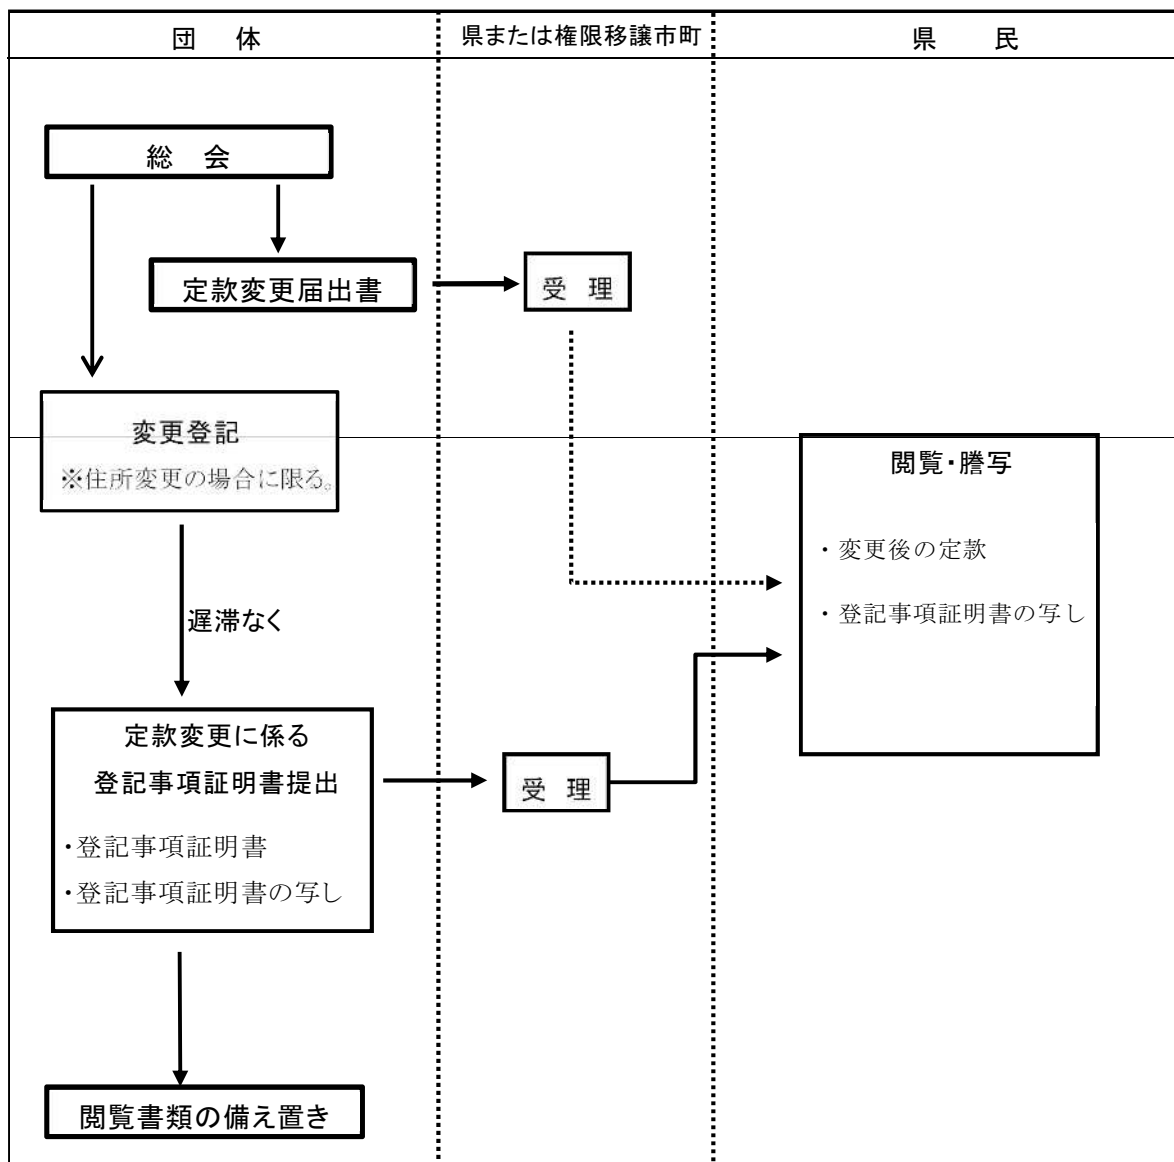 団　体
県または権限移譲市町
県　民
総　会
定款変更届出書
受　理
変更登記
※住所変更の場合に限る。
閲覧・謄写
・変更後の定款
・登記事項証明書の写し
遅滞なく
定款変更に係る
登記事項証明書提出
・登記事項証明書
・登記事項証明書の写し
受　理
閲覧書類の備え置き